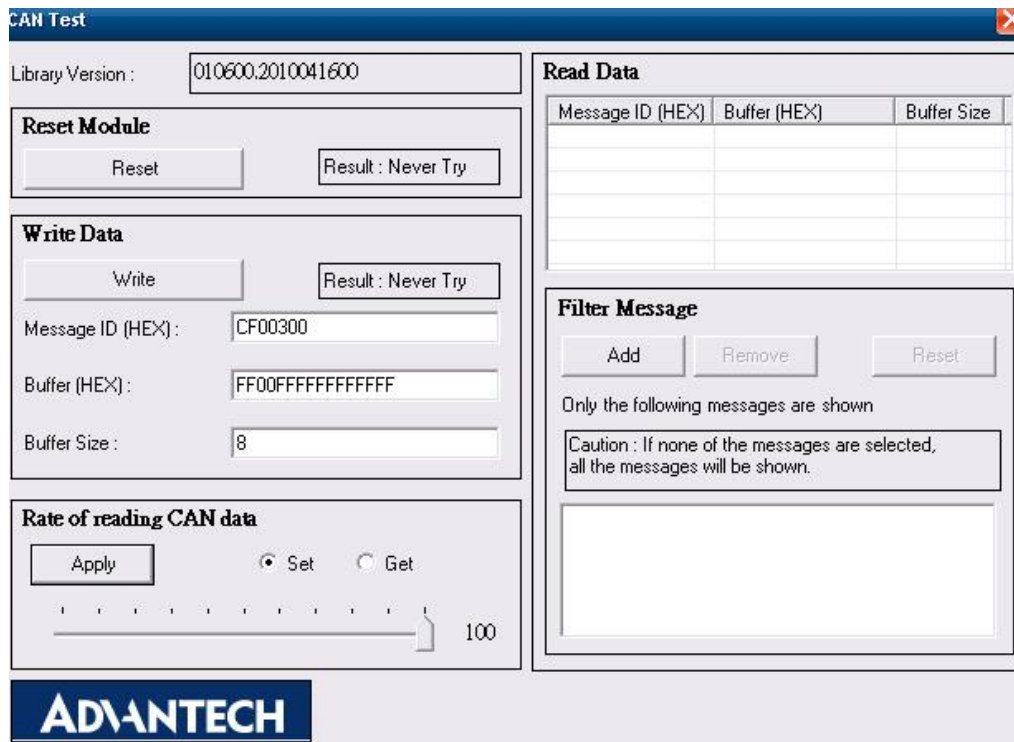 CAN Test
Library Version :
010600.2010041600
Reset Module
Reset
Result : Never Try
Write Data
Write
Result : Never Try
Message ID (HEX) :
CF00300
Buffer (HEX) :
FF00FFFFFFFFFFFF
Buffer Size :
8
Rate of reading CAN data
Apply
Set
Get
100
ADVANTECH
Read Data
Message ID (HEX)
Buffer (HEX)
Buffer Size
Filter Message
Add
Remove
Reset
Only the following messages are shown
Caution : If none of the messages are selected,
all the messages will be shown.